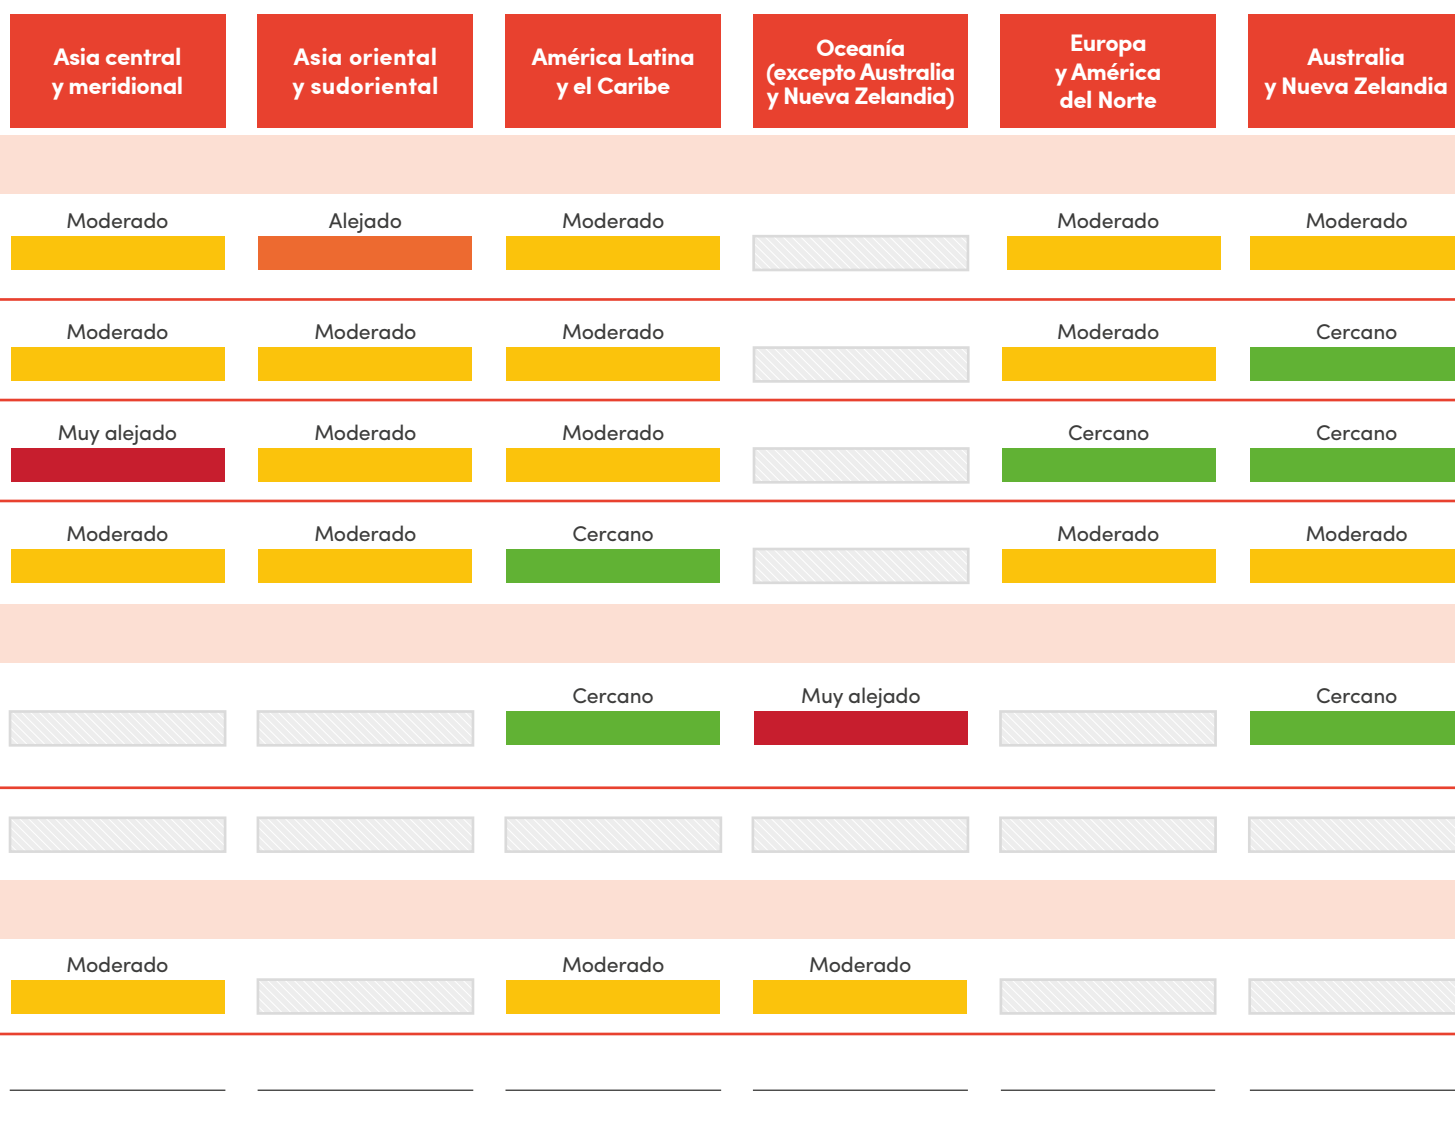 Asia central
y meridional
Asia oriental
y sudoriental
América Latina
y el Caribe
Oceanía
(excepto Australia
y Nueva Zelandia)
Europa
y América
del Norte
Australia
y Nueva Zelandia
Moderado
Alejado
Moderado
Moderado
Moderado
Moderado
Moderado
Moderado
Moderado
Cercano
Muy alejado
Moderado
Moderado
Cercano
Cercano
Moderado
Moderado
Cercano
Moderado
Moderado
Cercano
Muy alejado
Cercano
Moderado
Moderado
Moderado